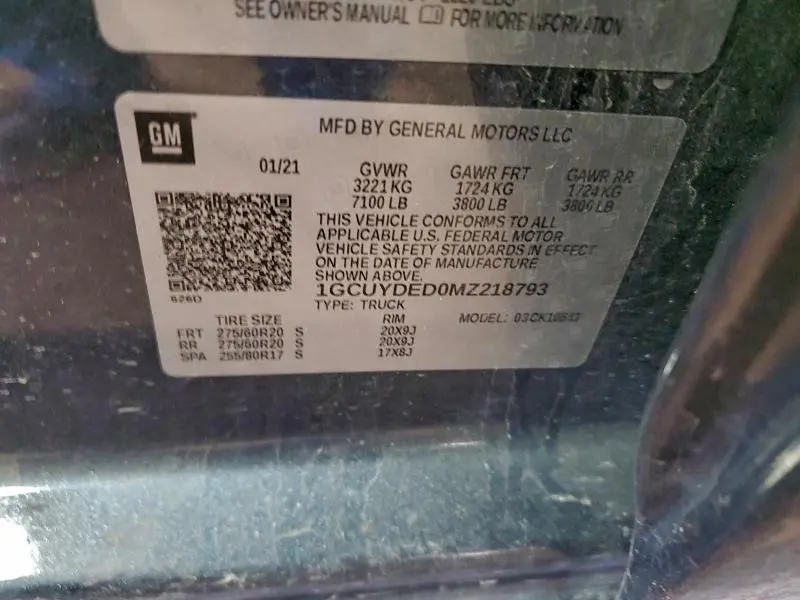 SEE OWNER'S MANUAL FOR MORE INFORMATION
GM
MFD BY GENERAL MOTORS LLC
01/21 GVWR GAWR FRT GAWR RR
3221 KG 1724 KG 1724 KG
7100 LB 3800 LB 3800 LB
THIS VEHICLE CONFORMS TO ALL
APPLICABLE U.S. FEDERAL MOTOR
VEHICLE SAFETY STANDARDS IN EFFECT
ON THE DATE OF MANUFACTURE
SHOWN ABOVE.
626D
1GCUYDED0MZ218793
TYPE: TRUCK
TIRE SIZE RIM MODEL:
FRT 275/60R20 S 20X9J
RR 275/60R20 S 20X9J
SPA 255/80R17 S 17X8J